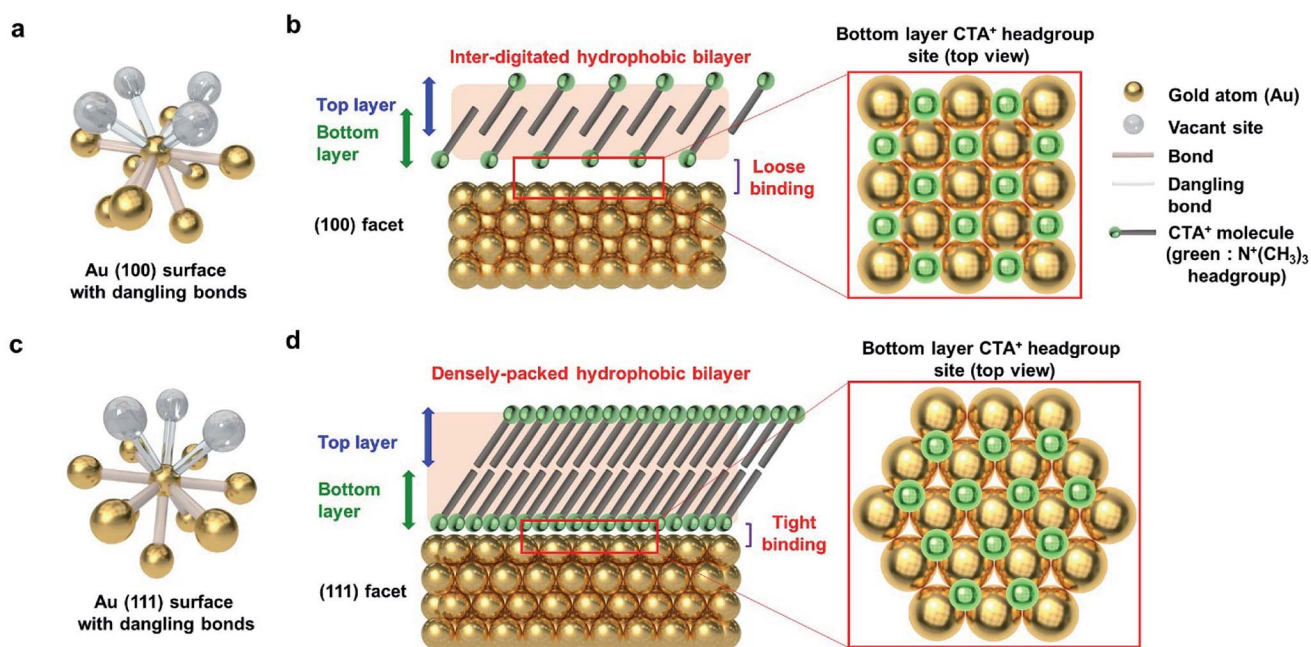 a
Au (100) surface
with dangling bonds
b
Inter-digitated hydrophobic bilayer
Top layer
Bottom
layer
Loose
binding
(100) facet
Bottom layer CTA⁺ headgroup
site (top view)
Gold atom (Au)
Vacant site
Bond
Dangling
bond
CTA⁺ molecule
(green : N⁺(CH₃)₃
headgroup)
c
Au (111) surface
with dangling bonds
d
Densely-packed hydrophobic bilayer
Top layer
Bottom
layer
Tight
binding
(111) facet
Bottom layer CTA⁺ headgroup
site (top view)